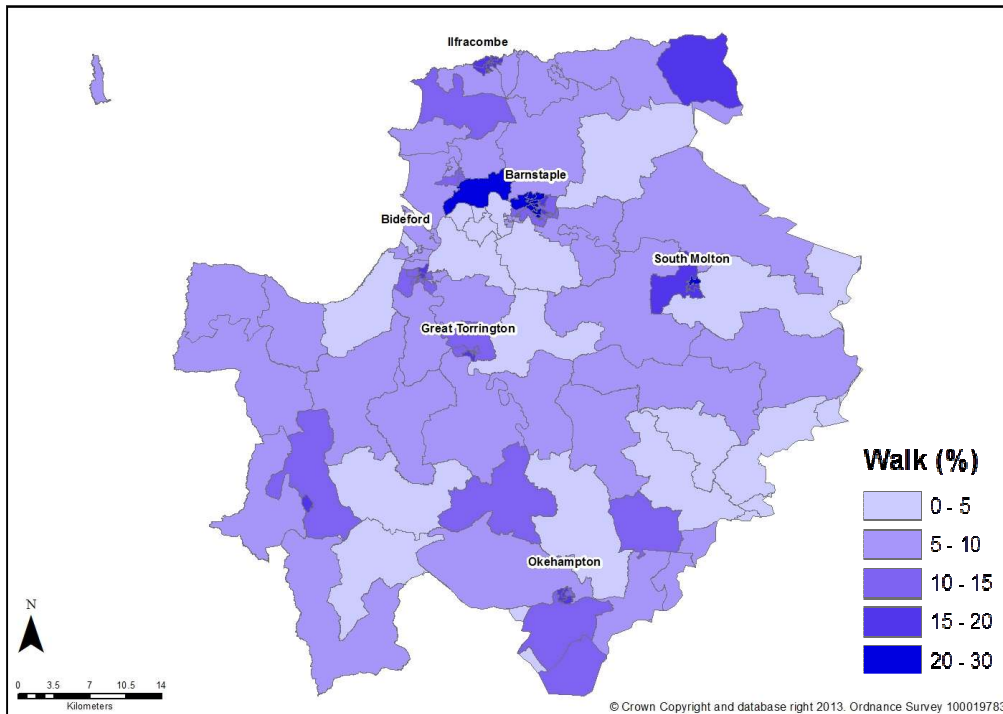 Ilfracombe
Barnstaple
Bideford
South Molton
Great Torrington
Okehampton
Walk (%)
0 - 5
5 - 10
10 - 15
15 - 20
20 - 30
N
0 3.5 7 10.5 14
Kilometers
© Crown Copyright and database right 2013. Ordnance Survey 100019783